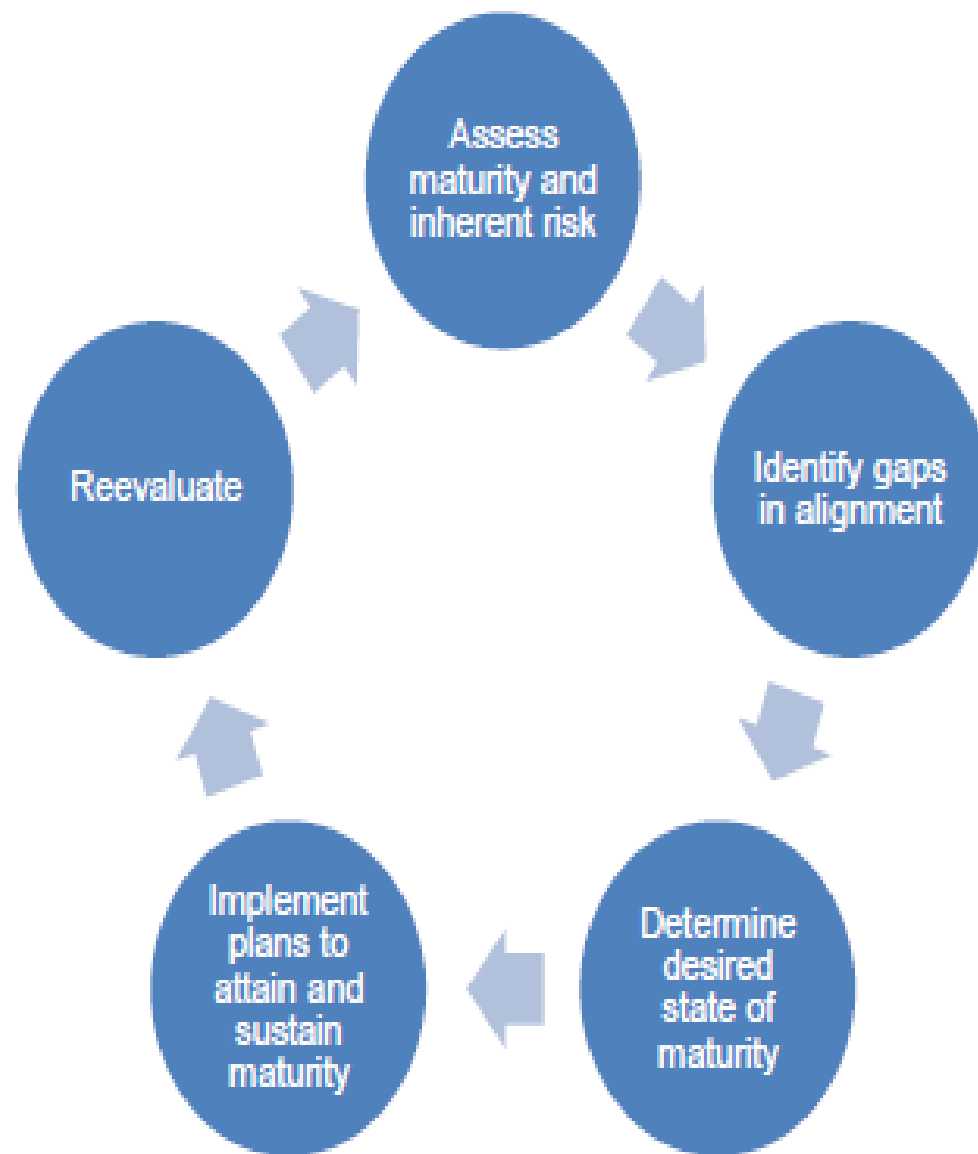 Assess
maturity and
inherent risk
Identify gaps
in alignment
Determine
desired
state of
maturity
Implement
plans to
attain and
sustain
maturity
Reevaluate